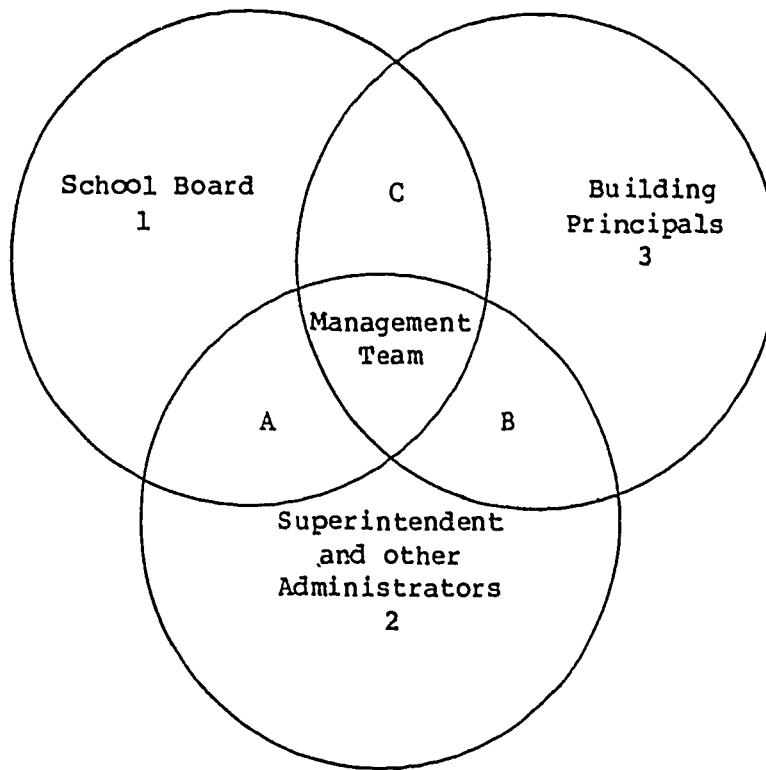 School Board
1
C
Building
Principals
3
Management
Team
A
B
Superintendent
and other
Administrators
2